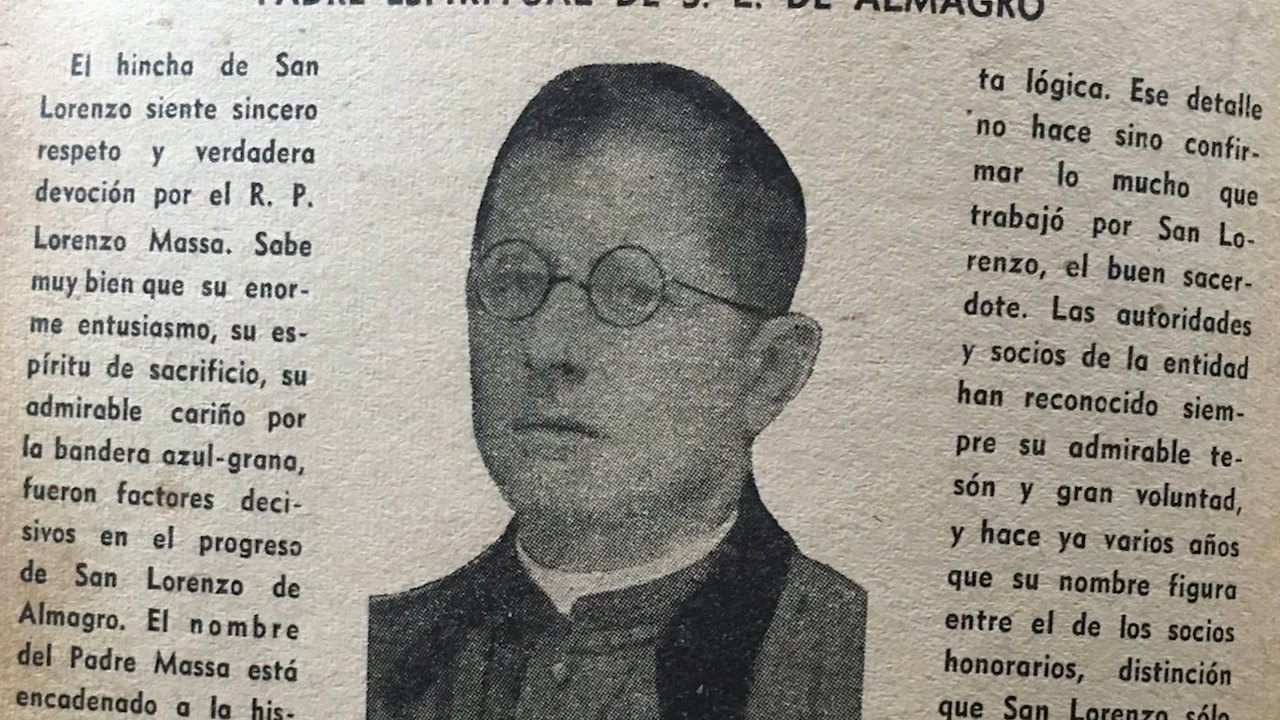 PADRE ESPIRITUAL DE S. L. DE ALMAGRO
El hincha de San
Lorenzo siente sincero
respeto y verdadera
devoción por el R. P.
Lorenzo Massa. Sabe
muy bien que su enor-
me entusiasmo, su es-
píritu de sacrificio, su
admirable cariño por
la bandera azul-grana,
fueron factores deci-
sivos en el progreso
de San Lorenzo de
Almagro. El nombre
del Padre Massa está
encadenado a la his-
ta lógica. Ese detalle
no hace sino confir-
mar lo mucho que
trabajó por San Lo-
renzo, el buen sacer-
dote. Las autoridades
y socios de la entidad
han reconocido siem-
pre su admirable te-
són y gran voluntad,
y hace ya varios años
que su nombre figura
entre el de los socios
honorarios, distinción
que San Lorenzo sólo